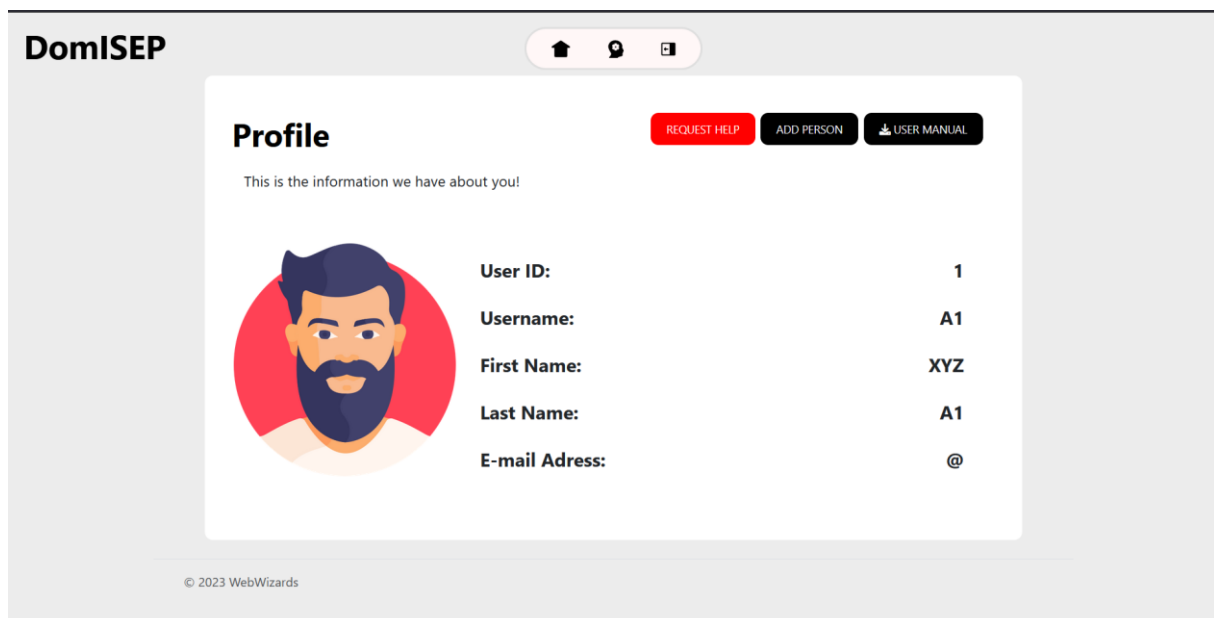 DomISEP
Profile
REQUEST HELP
ADD PERSON
USER MANUAL
This is the information we have about you!
User ID: 1
Username: A1
First Name: XYZ
Last Name: A1
E-mail Adress: @
© 2023 WebWizards